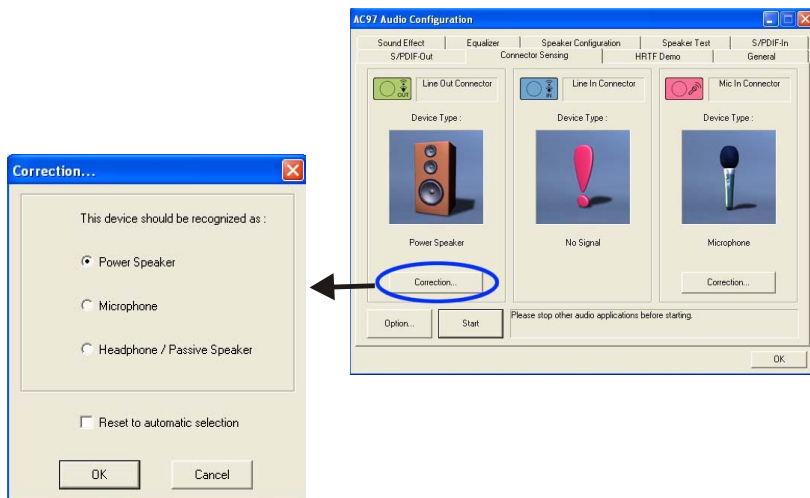 AC97 Audio Configuration
Sound Effect Equalizer Speaker Configuration Speaker Test S/PDIF-In
S/PDIF-Out Connector Sensing HRTF Demo General
OUT Line Out Connector
Device Type :
Power Speaker
Correction...
IN Line In Connector
Device Type :
No Signal
Mic In Connector
Device Type :
Microphone
Correction...
Option... Start Please stop other audio applications before starting.
OK
Correction...
This device should be recognized as :
Power Speaker
Microphone
Headphone / Passive Speaker
Reset to automatic selection
OK Cancel